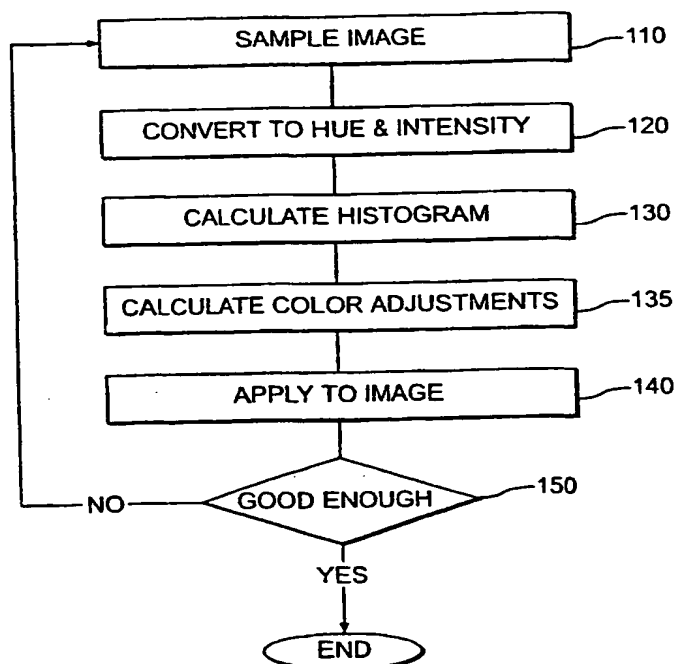 SAMPLE IMAGE 110
CONVERT TO HUE & INTENSITY 120
CALCULATE HISTOGRAM 130
CALCULATE COLOR ADJUSTMENTS 135
APPLY TO IMAGE 140
GOOD ENOUGH 150
NO
YES
END